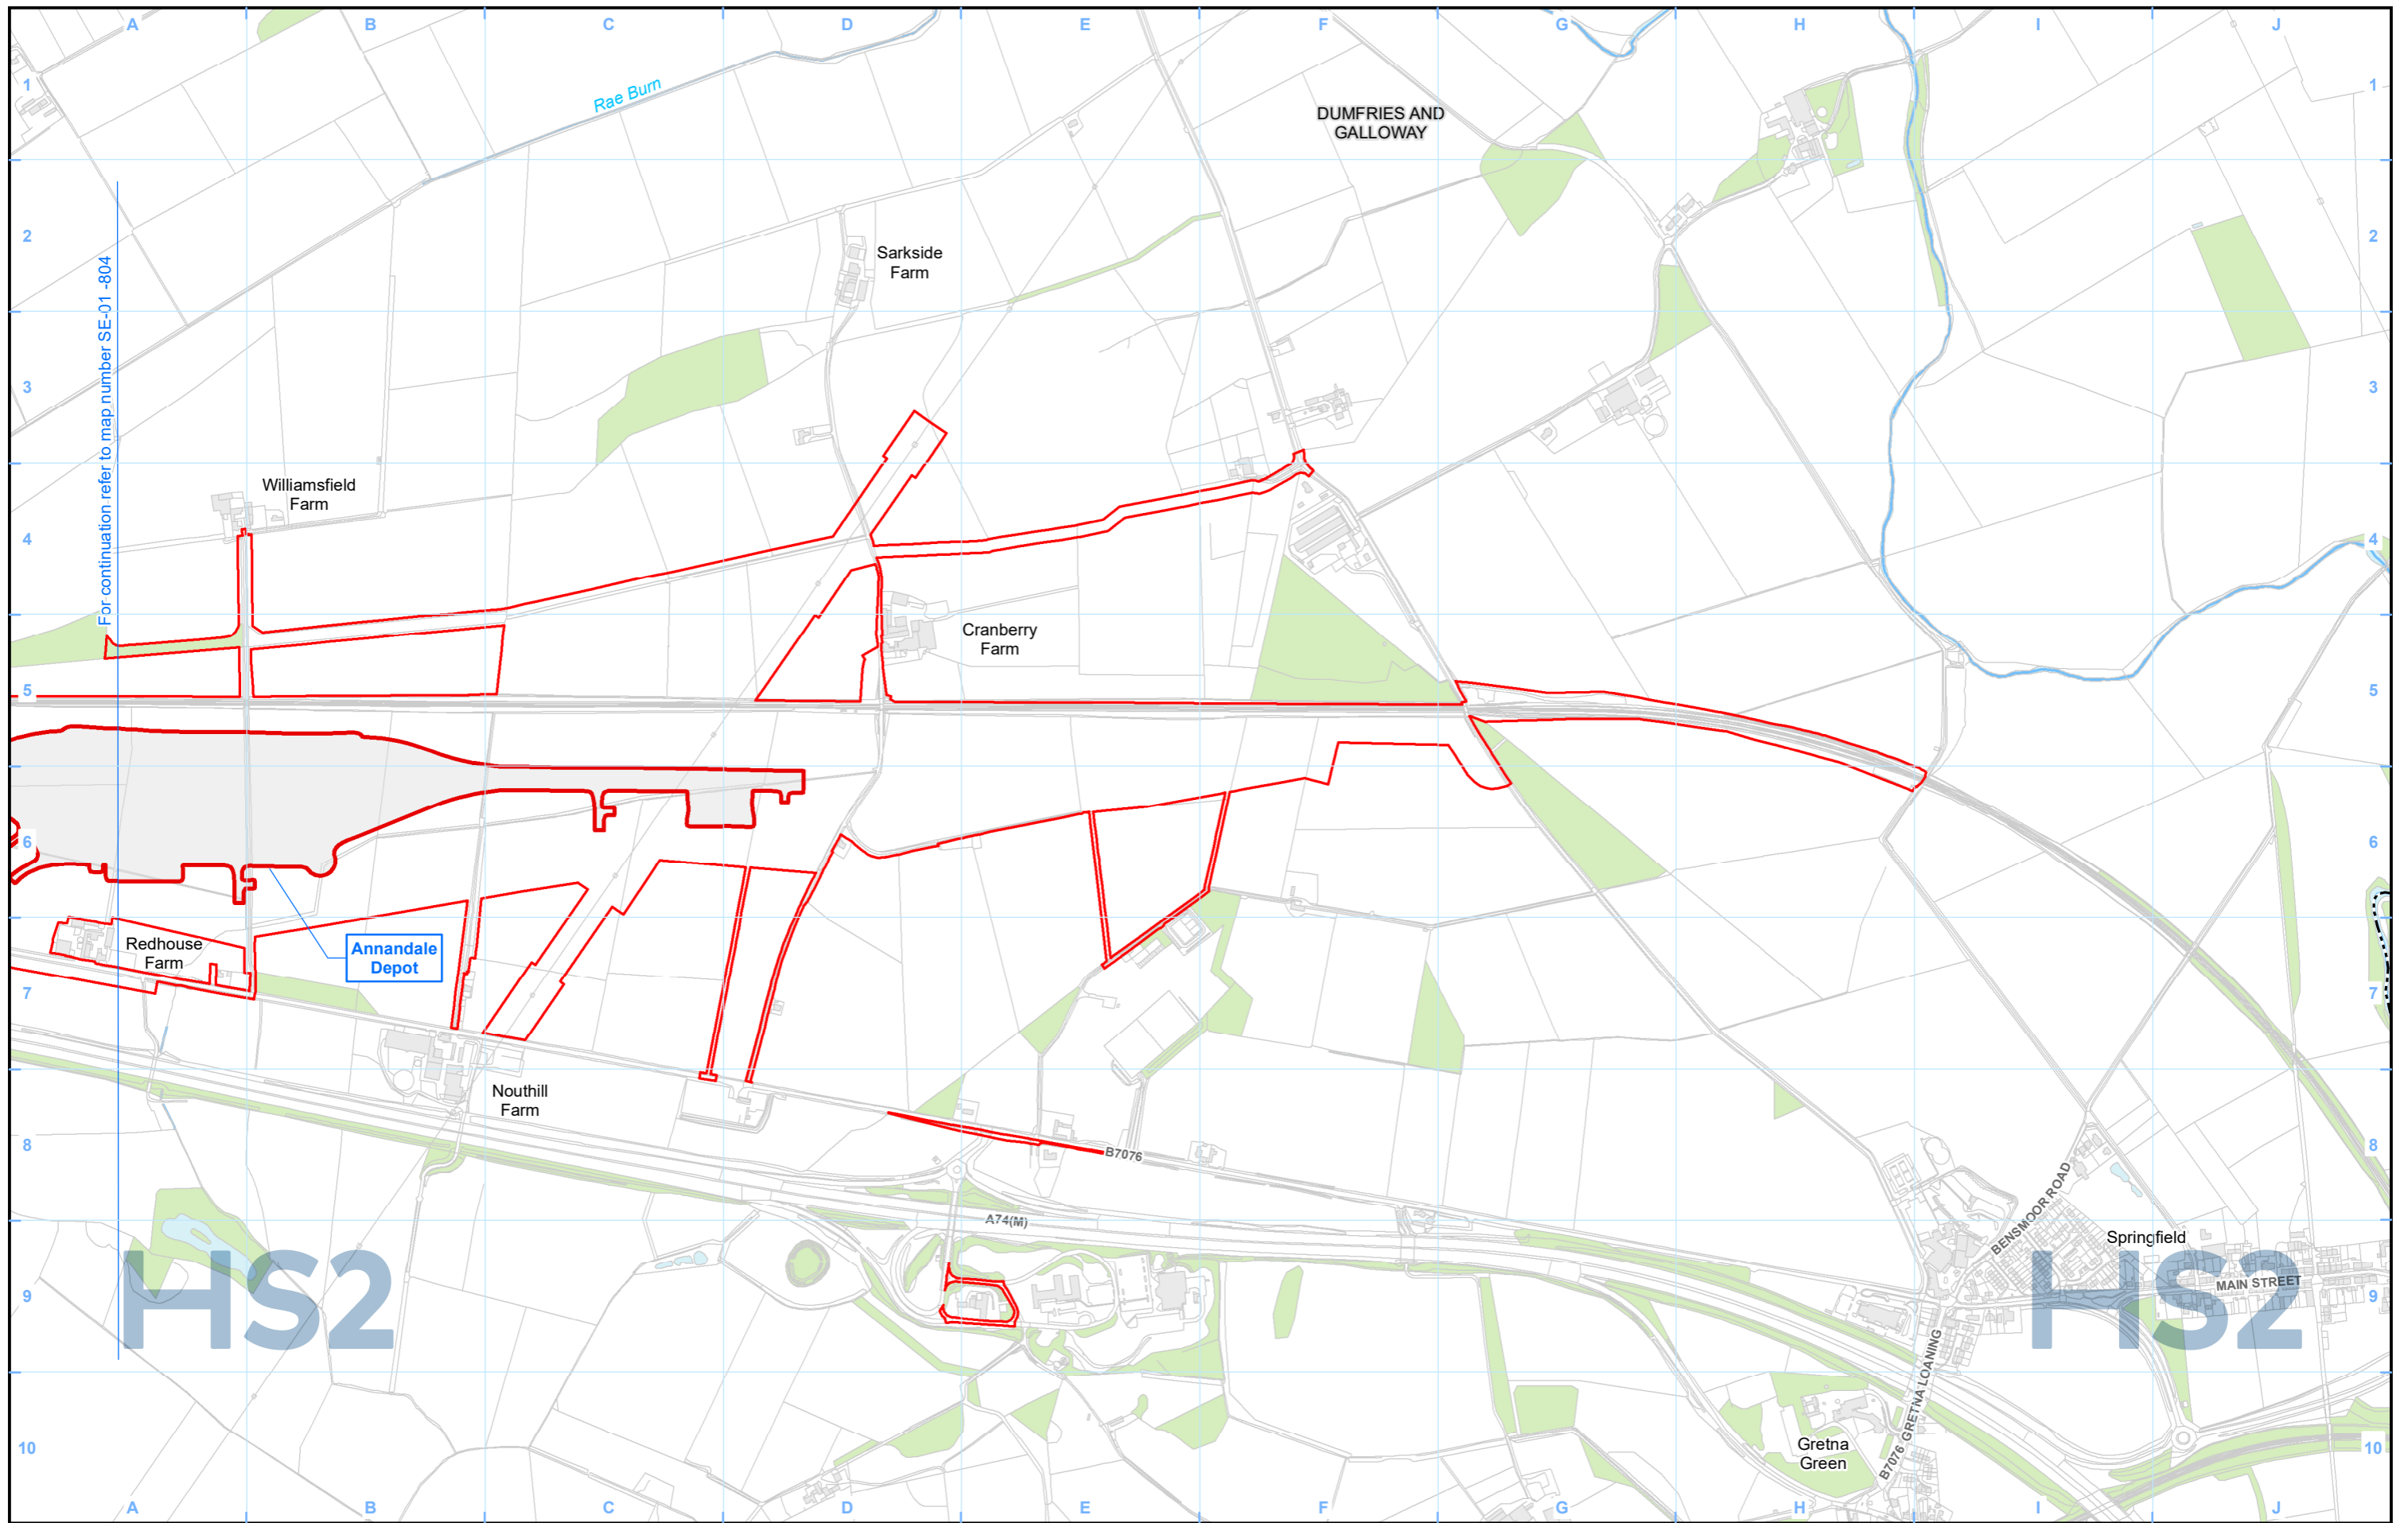 A B C D E F G H I J
1 1
Rae Burn
DUMFRIES AND
GALLOWAY
2 2
Sarkside
Farm
For continuation refer to map number SE-01 -804
3 3
Williamsfield
Farm
4 4
Cranberry
Farm
5 5
6 6
Redhouse
Farm
Annandale
Depot
7 7
Nouthill
Farm
8 8
B7076
BENSMOOR ROAD
A74(M)
Springfield
HS2 HS2
MAIN STREET
9 9
B7076 GRETNA LOANING
Gretna
Green
10 10
A B C D E F G H I J